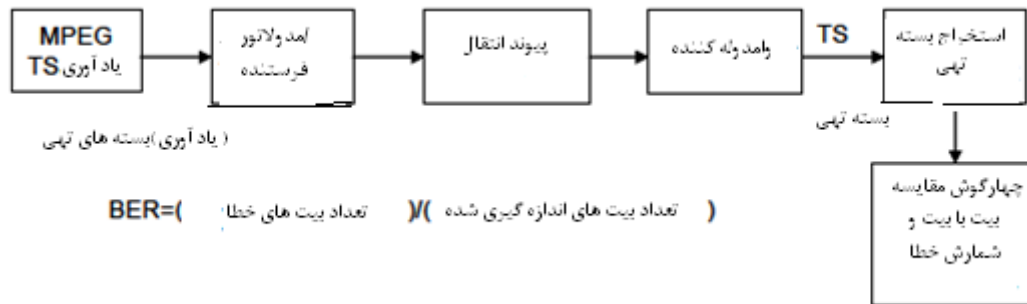 MPEG
TS یاد آوری
/مدولاتور
فرستنده
پیوند انتقال
وامدوله کننده
TS
استخراج بسته
تهی
(یاد آوری)بسته های تهی
بسته تهی
چهارگوش مقایسه
بیت با بیت و
شمارش خطا
BER=( تعداد بیت های خطا )/( تعداد بیت های اندازه گیری شده )